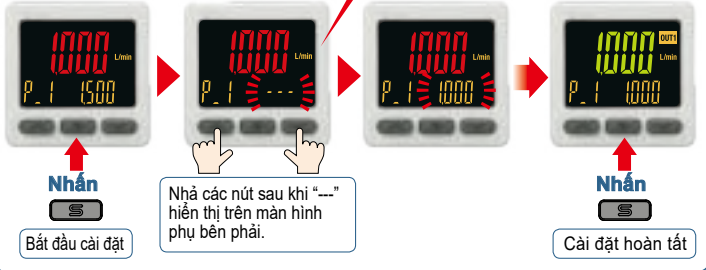 1.000
L/min
P_1 1.500
1.000
L/min
P_1 ---
1.000
L/min
P_1 1.000
1.000
OUT1
L/min
P_1 1.000
Nhấn
S
Bắt đầu cài đặt
Nhả các nút sau khi “---”
hiển thị trên màn hình
phụ bên phải.
Nhấn
S
Cài đặt hoàn tất